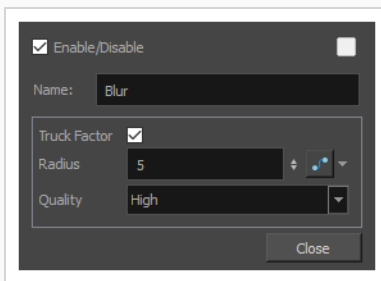 Enable/Disable
Name: Blur
Truck Factor
Radius 5
Quality High
Close